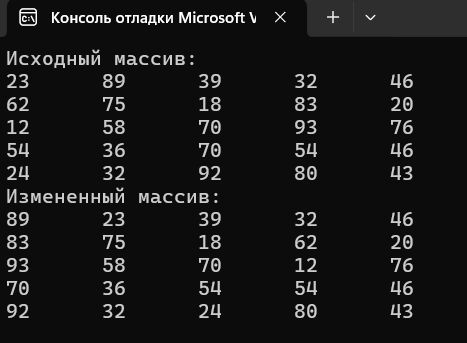 Консоль отладки Microsoft V
Исходный массив:
23 89 39 32 46
62 75 18 83 20
12 58 70 93 76
54 36 70 54 46
24 32 92 80 43
Измененный массив:
89 23 39 32 46
83 75 18 62 20
93 58 70 12 76
70 36 54 54 46
92 32 24 80 43